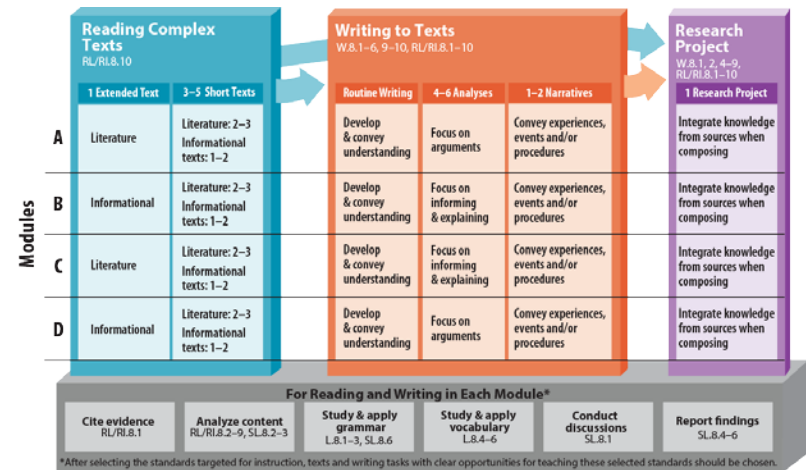 Reading Complex
Texts
RL/RI.8.10
Writing to Texts
W.8.1–6, 9–10, RL/RI.8.1–10
Research
Project
W.8.1, 2, 4–9,
RL/RI.8.1–10
1 Extended Text
3–5 Short Texts
Routine Writing
4–6 Analyses
1–2 Narratives
1 Research Project
Modules
A
Literature
Literature: 2–3
Informational
texts: 1–2
Develop
& convey
understanding
Focus on
arguments
Convey experiences,
events and/or
procedures
Integrate knowledge
from sources when
composing
B
Informational
Literature: 2–3
Informational
texts: 1–2
Develop
& convey
understanding
Focus on
informing
& explaining
Convey experiences,
events and/or
procedures
Integrate knowledge
from sources when
composing
C
Literature
Literature: 2–3
Informational
texts: 1–2
Develop
& convey
understanding
Focus on
informing
& explaining
Convey experiences,
events and/or
procedures
Integrate knowledge
from sources when
composing
D
Informational
Literature: 2–3
Informational
texts: 1–2
Develop
& convey
understanding
Focus on
arguments
Convey experiences,
events and/or
procedures
Integrate knowledge
from sources when
composing
For Reading and Writing in Each Module*
Cite evidence
RL/RI.8.1
Analyze content
RL/RI.8.2–9, SL.8.2–3
Study & apply
grammar
L.8.1–3, SL.8.6
Study & apply
vocabulary
L.8.4–6
Conduct
discussions
SL.8.1
Report findings
SL.8.4–6
*After selecting the standards targeted for instruction, texts and writing tasks with clear opportunities for teaching these selected standards should be chosen.